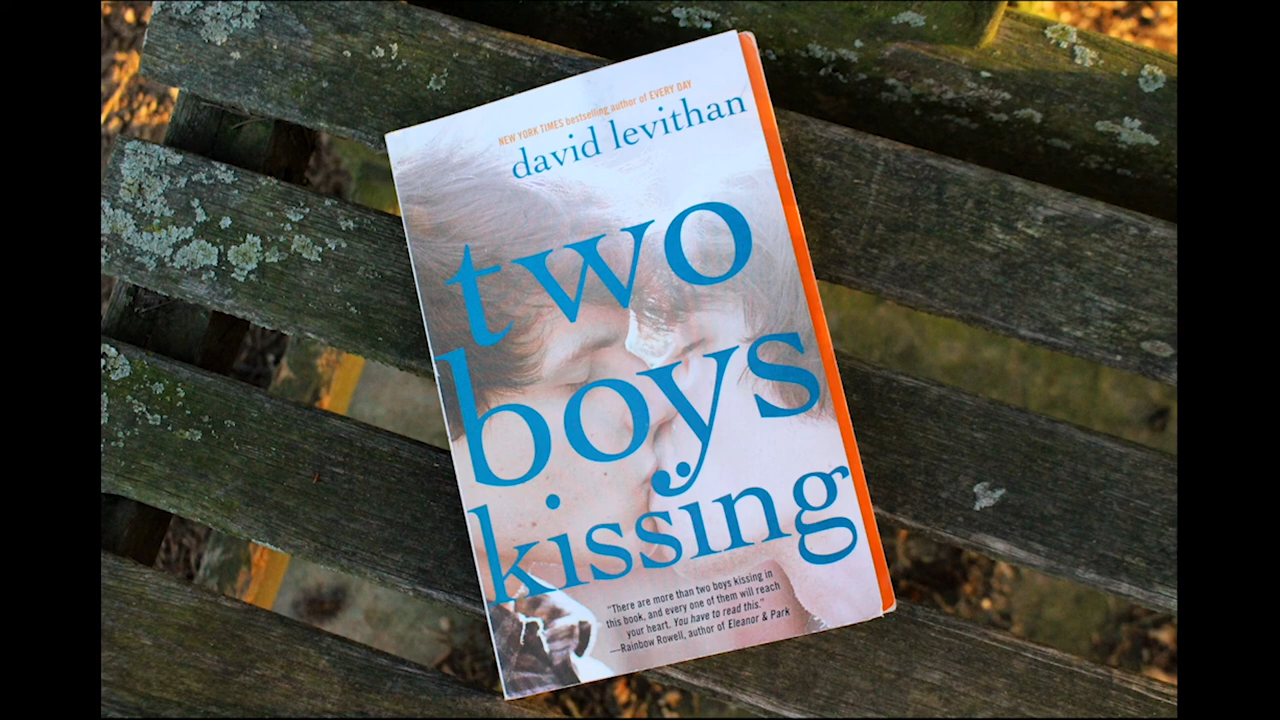 NEW YORK TIMES bestselling author of EVERY DAY
david levithan
two
boys
kissing
“There are more than two boys kissing in
this book, and every one of them will reach
your heart. You have to read this.”
—Rainbow Rowell, author of Eleanor & Park